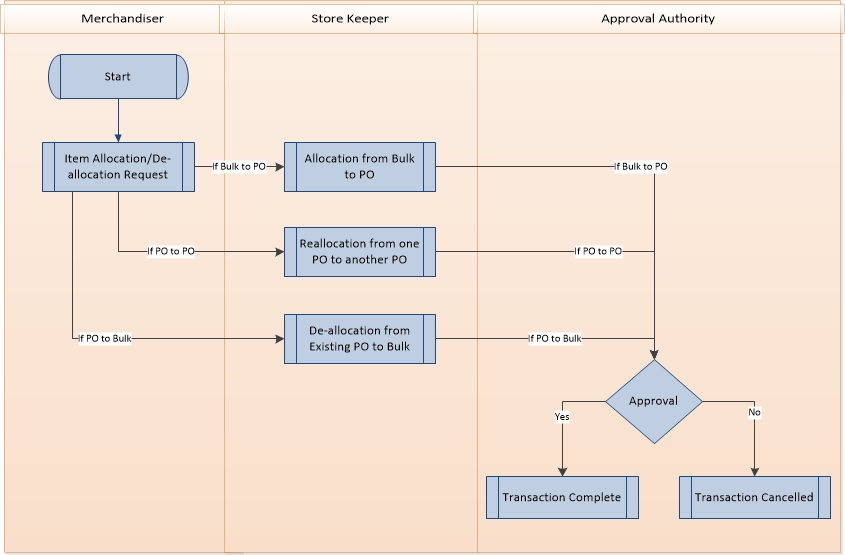 Merchandiser
Store Keeper
Approval Authority
Start
Item Allocation/De-
allocation Request
If Bulk to PO
Allocation from Bulk
to PO
If Bulk to PO
If PO to PO
Reallocation from one
PO to another PO
If PO to PO
If PO to Bulk
De-allocation from
Existing PO to Bulk
If PO to Bulk
Approval
Yes
No
Transaction Complete
Transaction Cancelled